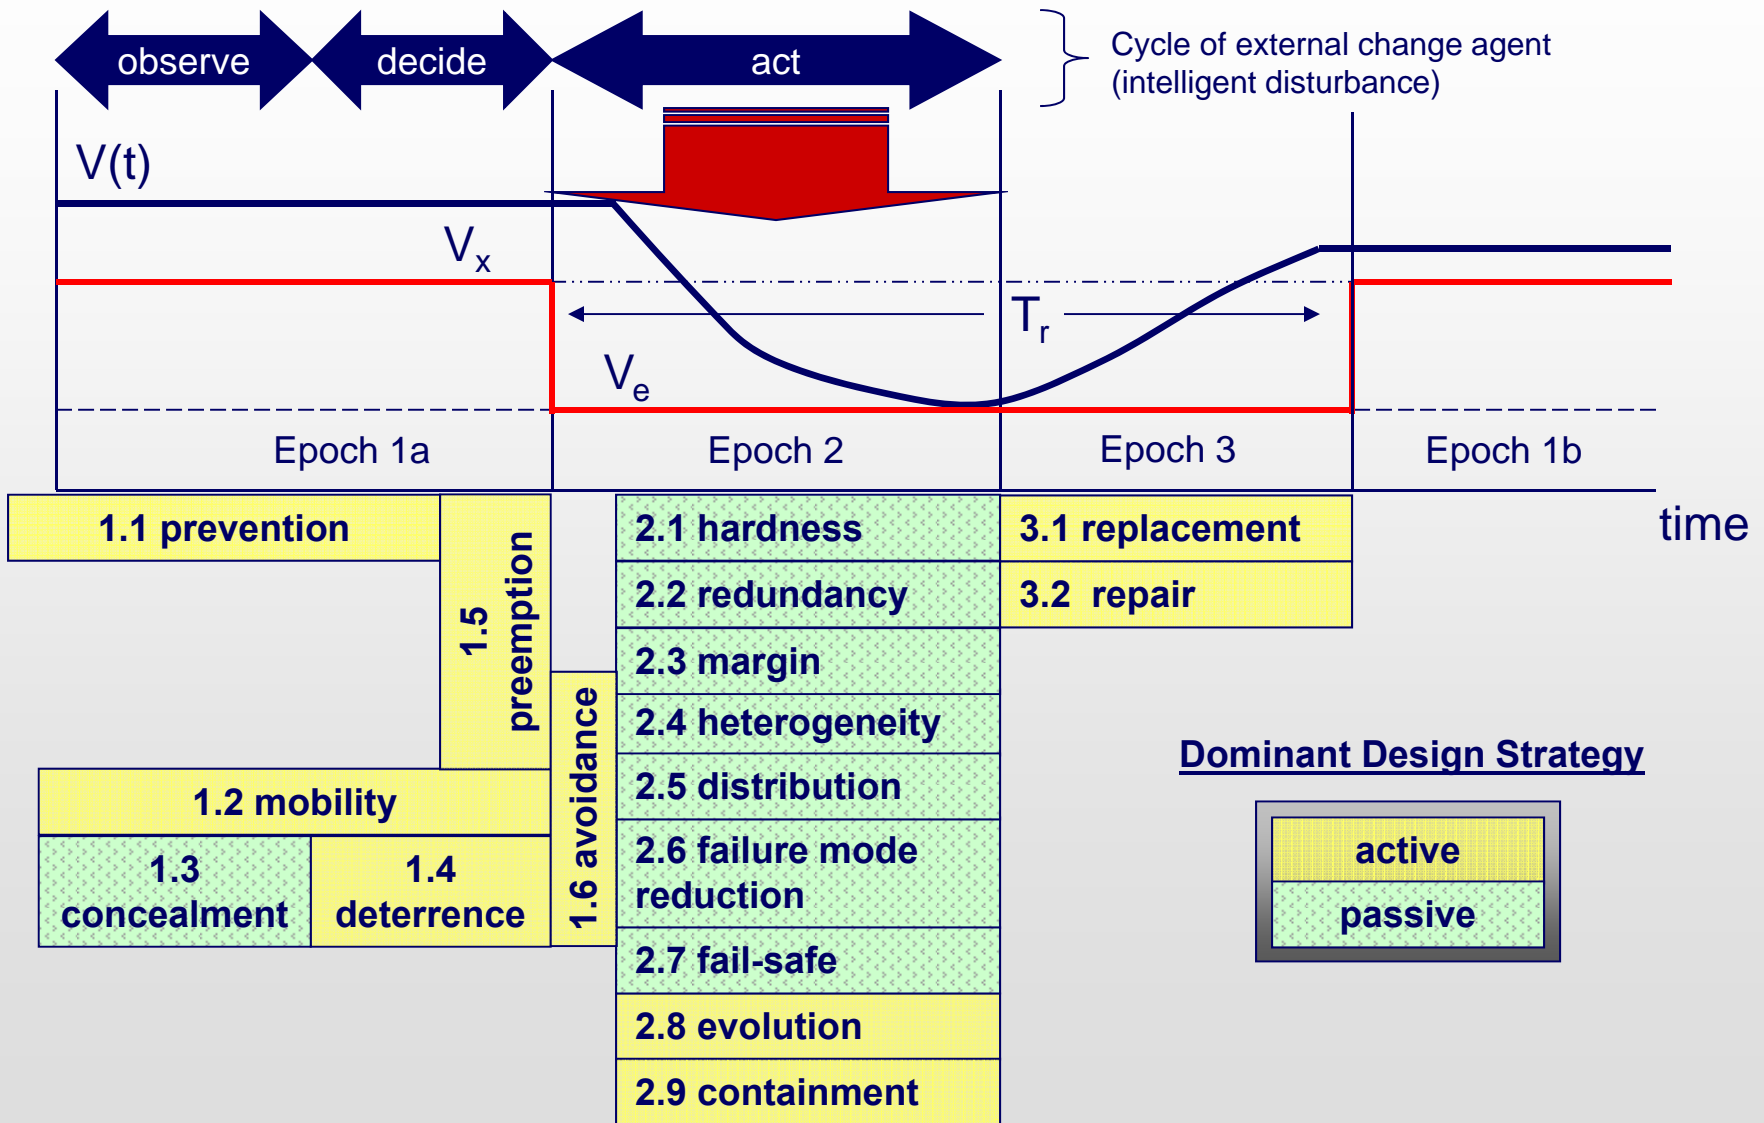 observe
decide
act
Cycle of external change agent
(intelligent disturbance)
V(t)
Vx
Tr
Ve
Epoch 1a
Epoch 2
Epoch 3
Epoch 1b
time
1.1 prevention
1.5
preemption
1.2 mobility
1.3
concealment
1.4
deterrence
1.6 avoidance
2.1 hardness
2.2 redundancy
2.3 margin
2.4 heterogeneity
2.5 distribution
2.6 failure mode
reduction
2.7 fail-safe
2.8 evolution
2.9 containment
3.1 replacement
3.2 repair
Dominant Design Strategy
active
passive